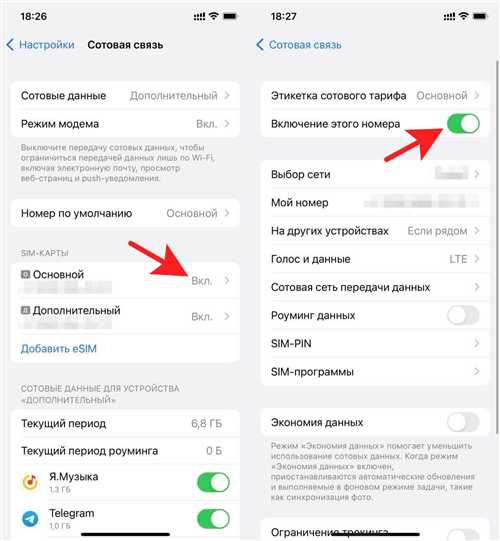 18:26
Настройки
Сотовая связь
Сотовые данные
Дополнительный
Режим модема
Вкл.
Выключите передачу сотовых данных, чтобы
ограничиться передачей данных лишь по Wi-Fi,
включая электронную почту, просмотр
веб-страниц и push-уведомления.
Номер по умолчанию
Основной
SIM-КАРТЫ
О Основной
Вкл.
Д Дополнительный
Вкл.
Добавить eSIM
СОТОВЫЕ ДАННЫЕ ДЛЯ УСТРОЙСТВА
«ДОПОЛНИТЕЛЬНЫЙ»
Текущий период
6,8 ГБ
Текущий период роуминга
0 Б
Я.Музыка
1,3 ГБ
Telegram
1,0 ГБ
18:27
Сотовая связь
Этикетка сотового тарифа
Основной
Включение этого номера
Выбор сети
Мой номер
На других устройствах
Если рядом
Голос и данные
LTE
Сотовая сеть передачи данных
Роуминг данных
SIM-PIN
SIM-программы
Экономия данных
Режим «Экономия данных» помогает уменьшить
использование сотовых данных. Когда режим
«Экономия данных» включен,
приостанавливаются автоматические обновления
и выполняемые в фоновом режиме задачи, такие
как синхронизация фото.
Ограничение трекинга